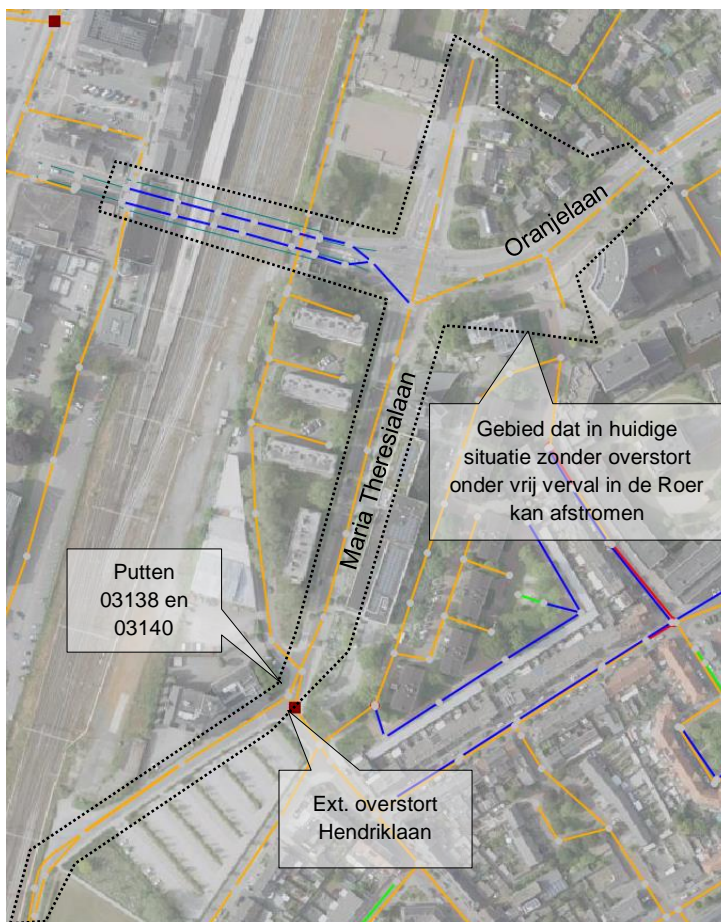 Oranjelaan
Maria Theresialaan
Gebied dat in huidige
situatie zonder overstort
onder vrij verval in de Roer
kan afstromen
Putten
03138 en
03140
Ext. overstort
Hendriklaan